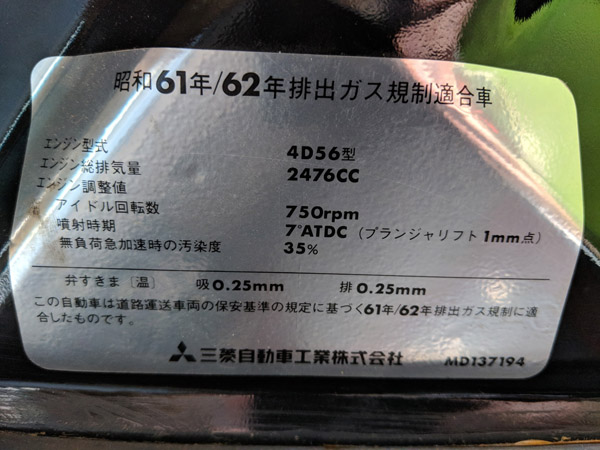 昭和61年/62年排出ガス規制適合車
エンジン型式 4D56型
エンジン総排気量 2476CC
エンジン調整値
アイドル回転数 750rpm
噴射時期 7°ATDC (プランジャリフト1mm点)
無負荷急加速時の汚染度 35%
弁すきま〔温〕 吸0.25mm 排0.25mm
この自動車は道路運送車両の保安基準の規定に基づく61年/62年排出ガス規制に適
合したものです。
三菱自動車工業株式会社 MD137194